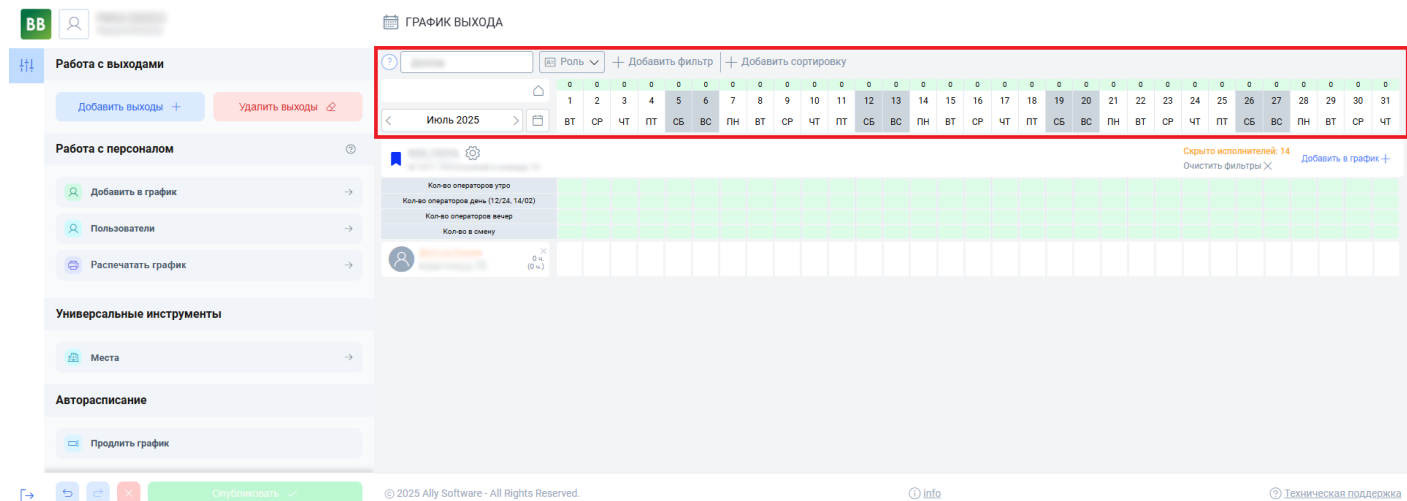 BB
ГРАФИК ВЫХОДА
Работа с выходами
Добавить выходы +
Удалить выходы
Работа с персоналом
Добавить в график
Пользователи
Распечатать график
Универсальные инструменты
Места
Авторасписание
Продлить график
Опубликовать
? Роль + Добавить фильтр + Добавить сортировку
0 0 0 0 0 0 0 0 0 0 0 0 0 0 0 0 0 0 0 0 0 0 0 0 0 0 0 0 0 0 0
1 2 3 4 5 6 7 8 9 10 11 12 13 14 15 16 17 18 19 20 21 22 23 24 25 26 27 28 29 30 31
< Июль 2025 > ВТ СР ЧТ ПТ СБ ВС ПН ВТ СР ЧТ ПТ СБ ВС ПН ВТ СР ЧТ ПТ СБ ВС ПН ВТ СР ЧТ ПТ СБ ВС ПН ВТ СР ЧТ
Скрыто исполнителей: 14
Очистить фильтры ×
Добавить в график +
Кол-во операторов утро
Кол-во операторов день (12/24, 14/02)
Кол-во операторов вечер
Кол-во в смену
0 ч.
(0 ч.)
© 2025 Ally Software - All Rights Reserved.
info
Техническая поддержка